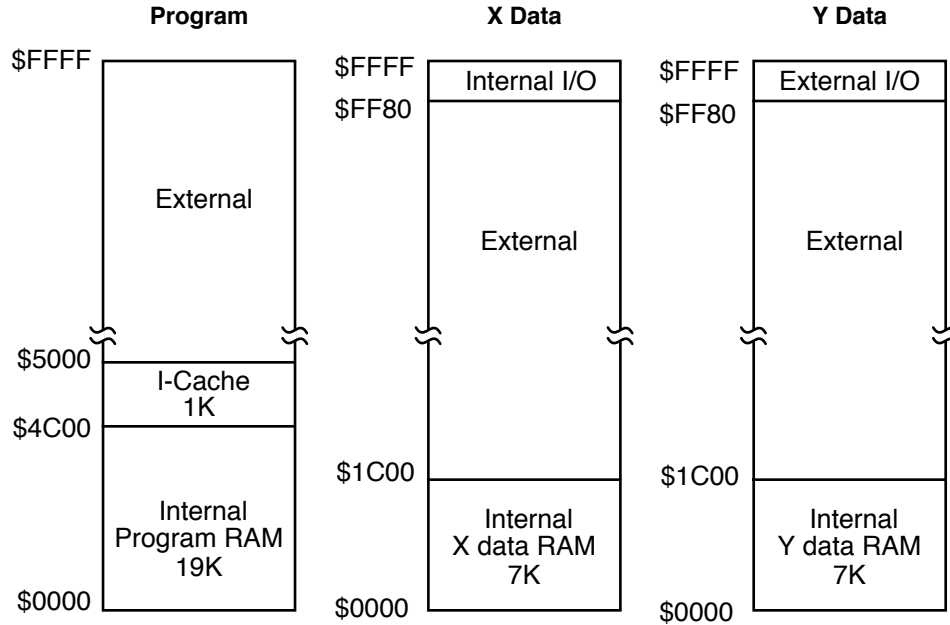 Program
$FFFF
External
$5000
I-Cache
1K
$4C00
Internal
Program RAM
19K
$0000
X Data
$FFFF
Internal I/O
$FF80
External
$1C00
Internal
X data RAM
7K
$0000
Y Data
$FFFF
External I/O
$FF80
External
$1C00
Internal
Y data RAM
7K
$0000